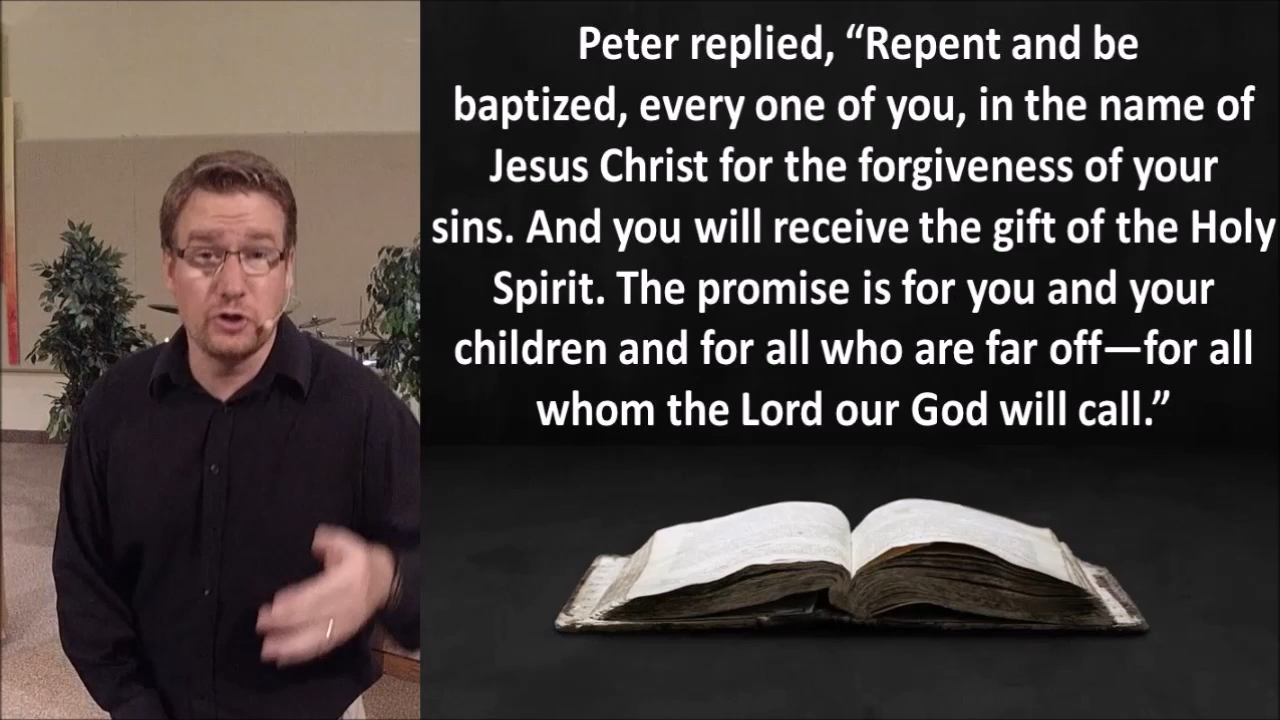 Peter replied, “Repent and be
baptized, every one of you, in the name of
Jesus Christ for the forgiveness of your
sins. And you will receive the gift of the Holy
Spirit. The promise is for you and your
children and for all who are far off—for all
whom the Lord our God will call.”